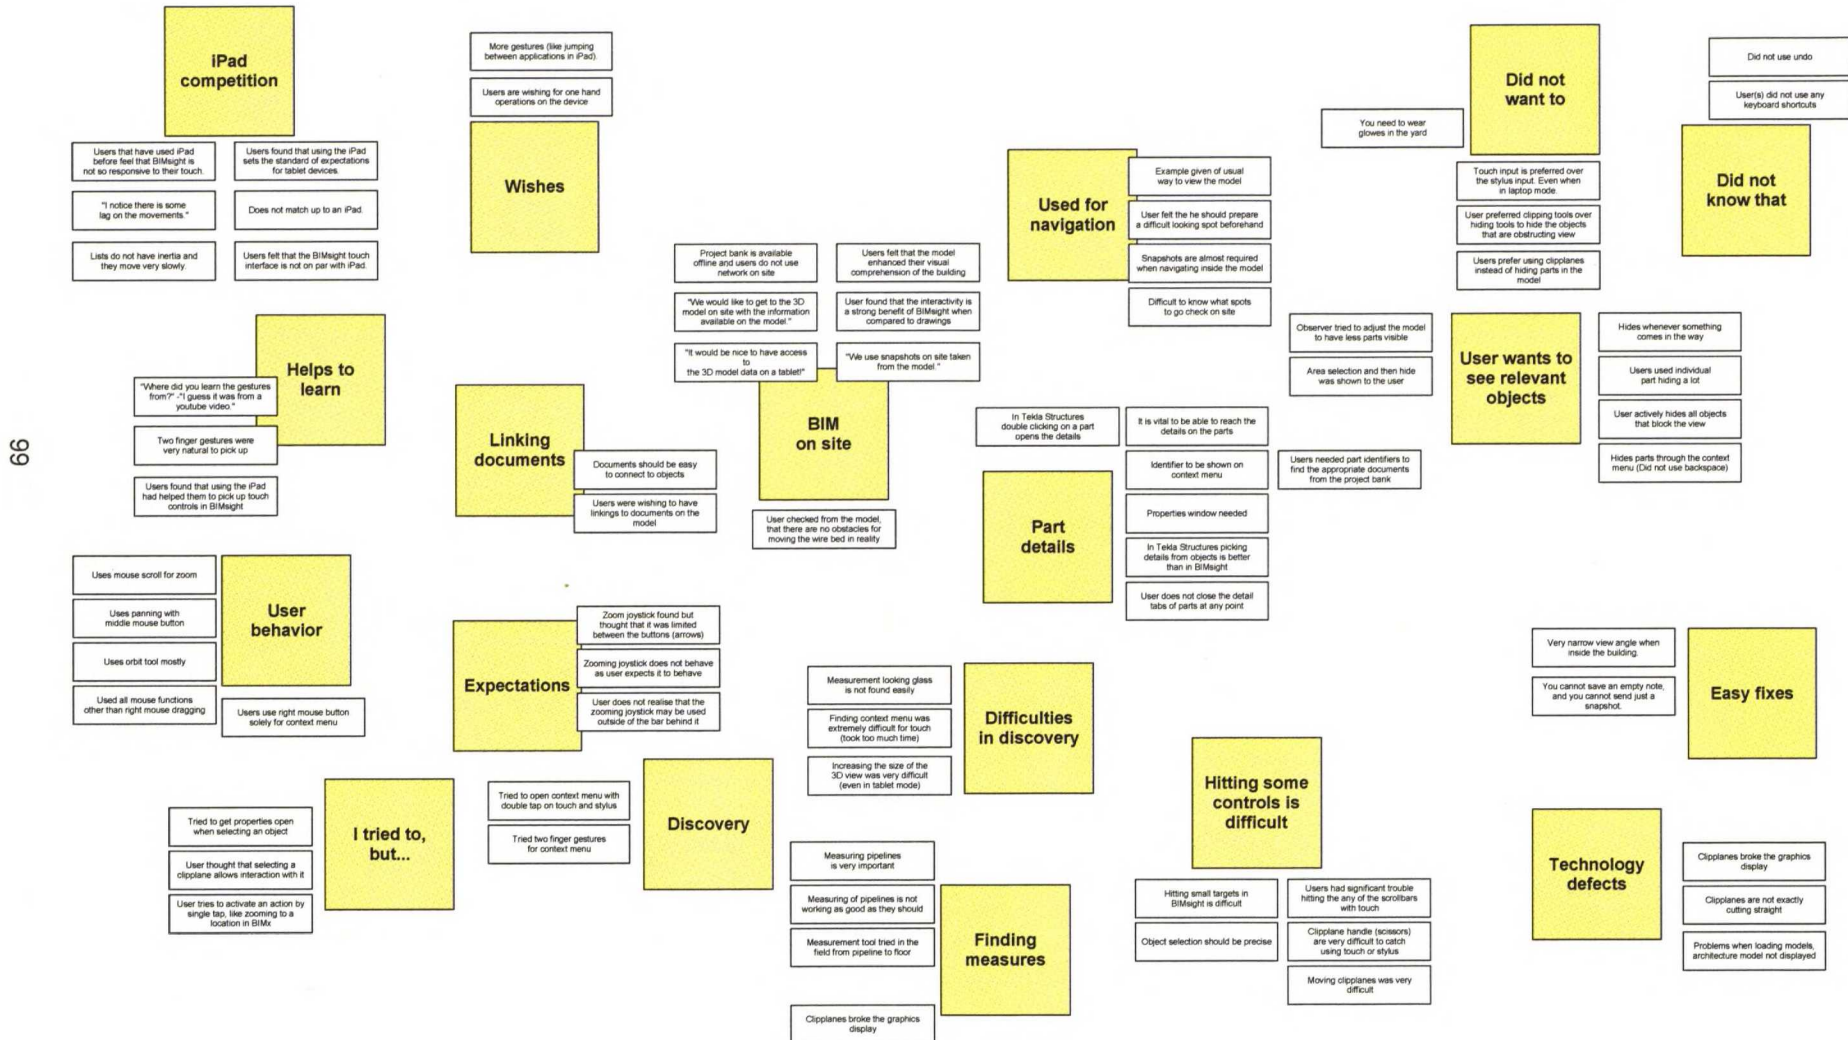 iPad
competition
Users that have used iPad
before feel that BIMsight is
not so responsive to their touch.
Users found that using the iPad
sets the standard of expectations
for tablet devices.
"I notice there is some
lag on the movements."
Does not match up to an iPad.
Lists do not have inertia and
they move very slowly.
Users felt that the BIMsight touch
interface is not on par with iPad.
More gestures (like jumping
between applications in iPad).
Users are wishing for one hand
operations on the device
Wishes
Used for
navigation
Example given of usual
way to view the model
User felt the he should prepare
a difficult looking spot beforehand
Snapshots are almost required
when navigating inside the model
Difficult to know what spots
to go check on site
Did not
want to
You need to wear
glowes in the yard
Touch input is preferred over
the stylus input. Even when
in laptop mode.
User preferred clipping tools over
hiding tools to hide the objects
that are obstructing view
Users prefer using clipplanes
instead of hiding parts in the
model
Did not use undo
User(s) did not use any
keyboard shortcuts
Did not
know that
Helps to
learn
"Where did you learn the gestures
from?" -"I guess it was from a
youtube video."
Two finger gestures were
very natural to pick up
Users found that using the iPad
had helped them to pick up touch
controls in BIMsight
Linking
documents
Documents should be easy
to connect to objects
Users were wishing to have
linkings to documents on the
model
Project bank is available
offline and users do not use
network on site
Users felt that the model
enhanced their visual
comprehension of the building
"We would like to get to the 3D
model on site with the information
available on the model."
User found that the interactivity is
a strong benefit of BIMsight when
compared to drawings
"It would be nice to have access
to
the 3D model data on a tablet!"
"We use snapshots on site taken
from the model."
BIM
on site
User checked from the model,
that there are no obstacles for
moving the wire bed in reality
In Tekla Structures
double clicking on a part
opens the details
It is vital to be able to reach the
details on the parts
Identifier to be shown on
context menu
Users needed part identifiers to
find the appropriate documents
from the project bank
Part
details
Properties window needed
In Tekla Structures picking
details from objects is better
than in BIMsight
User does not close the detail
tabs of parts at any point
Observer tried to adjust the model
to have less parts visible
Area selection and then hide
was shown to the user
User wants to
see relevant
objects
Hides whenever something
comes in the way
Users used individual
part hiding a lot
User actively hides all objects
that block the view
Hides parts through the context
menu (Did not use backspace)
66
Uses mouse scroll for zoom
Uses panning with
middle mouse button
Uses orbit tool mostly
Used all mouse functions
other than right mouse dragging
User
behavior
Users use right mouse button
solely for context menu
Expectations
Zoom joystick found but
thought that it was limited
between the buttons (arrows)
Zooming joystick does not behave
as user expects it to behave
User does not realise that the
zooming joystick may be used
outside of the bar behind it
Measurement looking glass
is not found easily
Finding context menu was
extremely difficult for touch
(took too much time)
Increasing the size of the
3D view was very difficult
(even in tablet mode)
Difficulties
in discovery
Very narrow view angle when
inside the building.
You cannot save an empty note,
and you cannot send just a
snapshot.
Easy fixes
Tried to get properties open
when selecting an object
User thought that selecting a
clipplane allows interaction with it
User tries to activate an action by
single tap, like zooming to a
location in BIMx
I tried to,
but...
Tried to open context menu with
double tap on touch and stylus
Tried two finger gestures
for context menu
Discovery
Measuring pipelines
is very important
Measuring of pipelines is not
working as good as they should
Measurement tool tried in the
field from pipeline to floor
Clipplanes broke the graphics
display
Finding
measures
Hitting some
controls is
difficult
Hitting small targets in
BIMsight is difficult
Users had significant trouble
hitting the any of the scrollbars
with touch
Object selection should be precise
Clipplane handle (scissors)
are very difficult to catch
using touch or stylus
Moving clipplanes was very
difficult
Technology
defects
Clipplanes broke the graphics
display
Clipplanes are not exactly
cutting straight
Problems when loading models,
architecture model not displayed